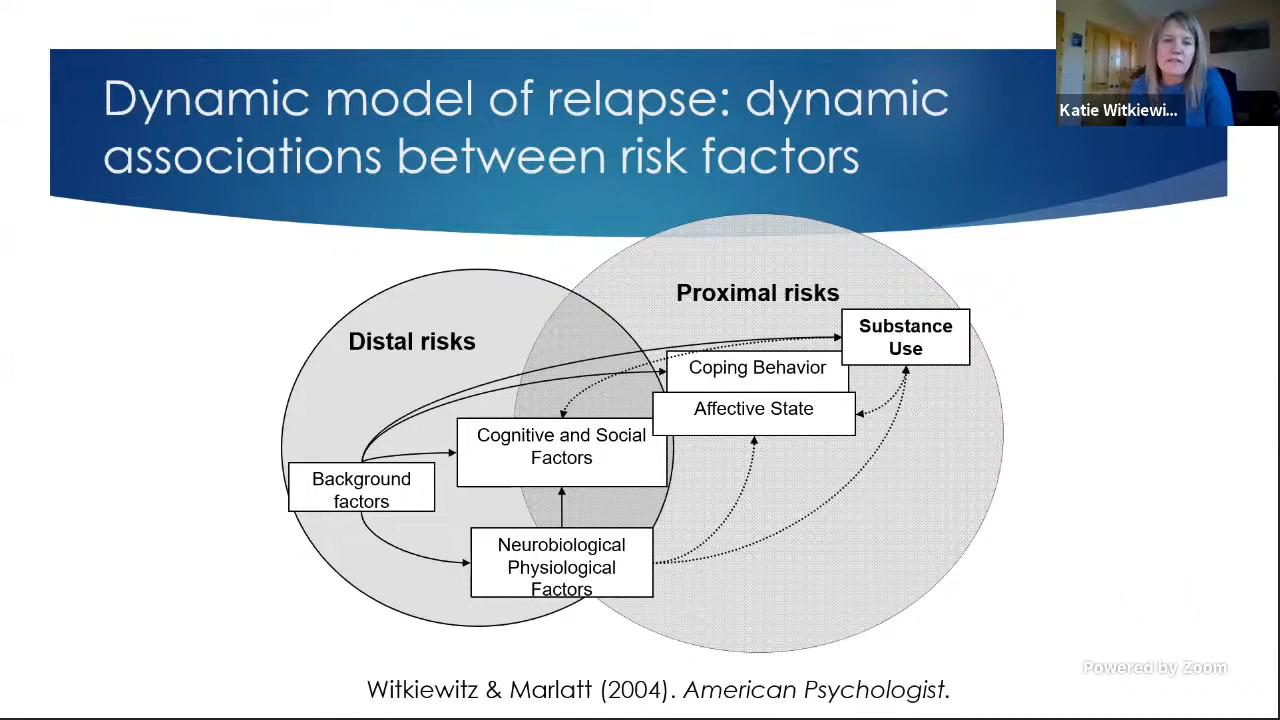 Dynamic model of relapse: dynamic
associations between risk factors
Katie Witkiewi...
Proximal risks
Distal risks
Substance
Use
Coping Behavior
Affective State
Cognitive and Social
Factors
Background
factors
Neurobiological
Physiological
Factors
Powered by Zoom
Witkiewitz & Marlatt (2004). American Psychologist.